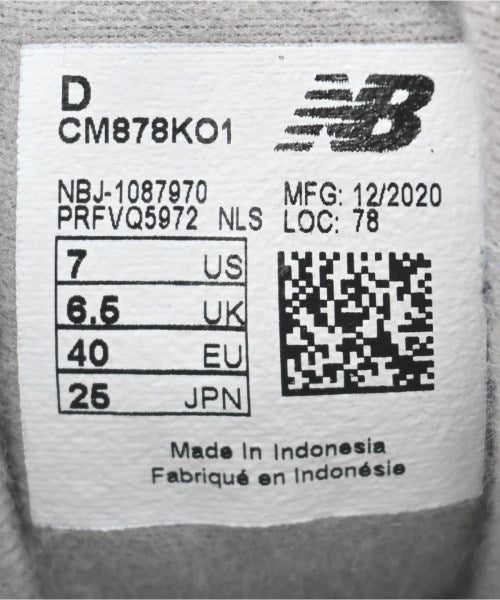 D
CM878KO1
NB
NBJ-1087970
PRFVQ5972 NLS
MFG: 12/2020
LOC: 78
7 US
6.5 UK
40 EU
25 JPN
Made In Indonesia
Fabriqué en Indonésie